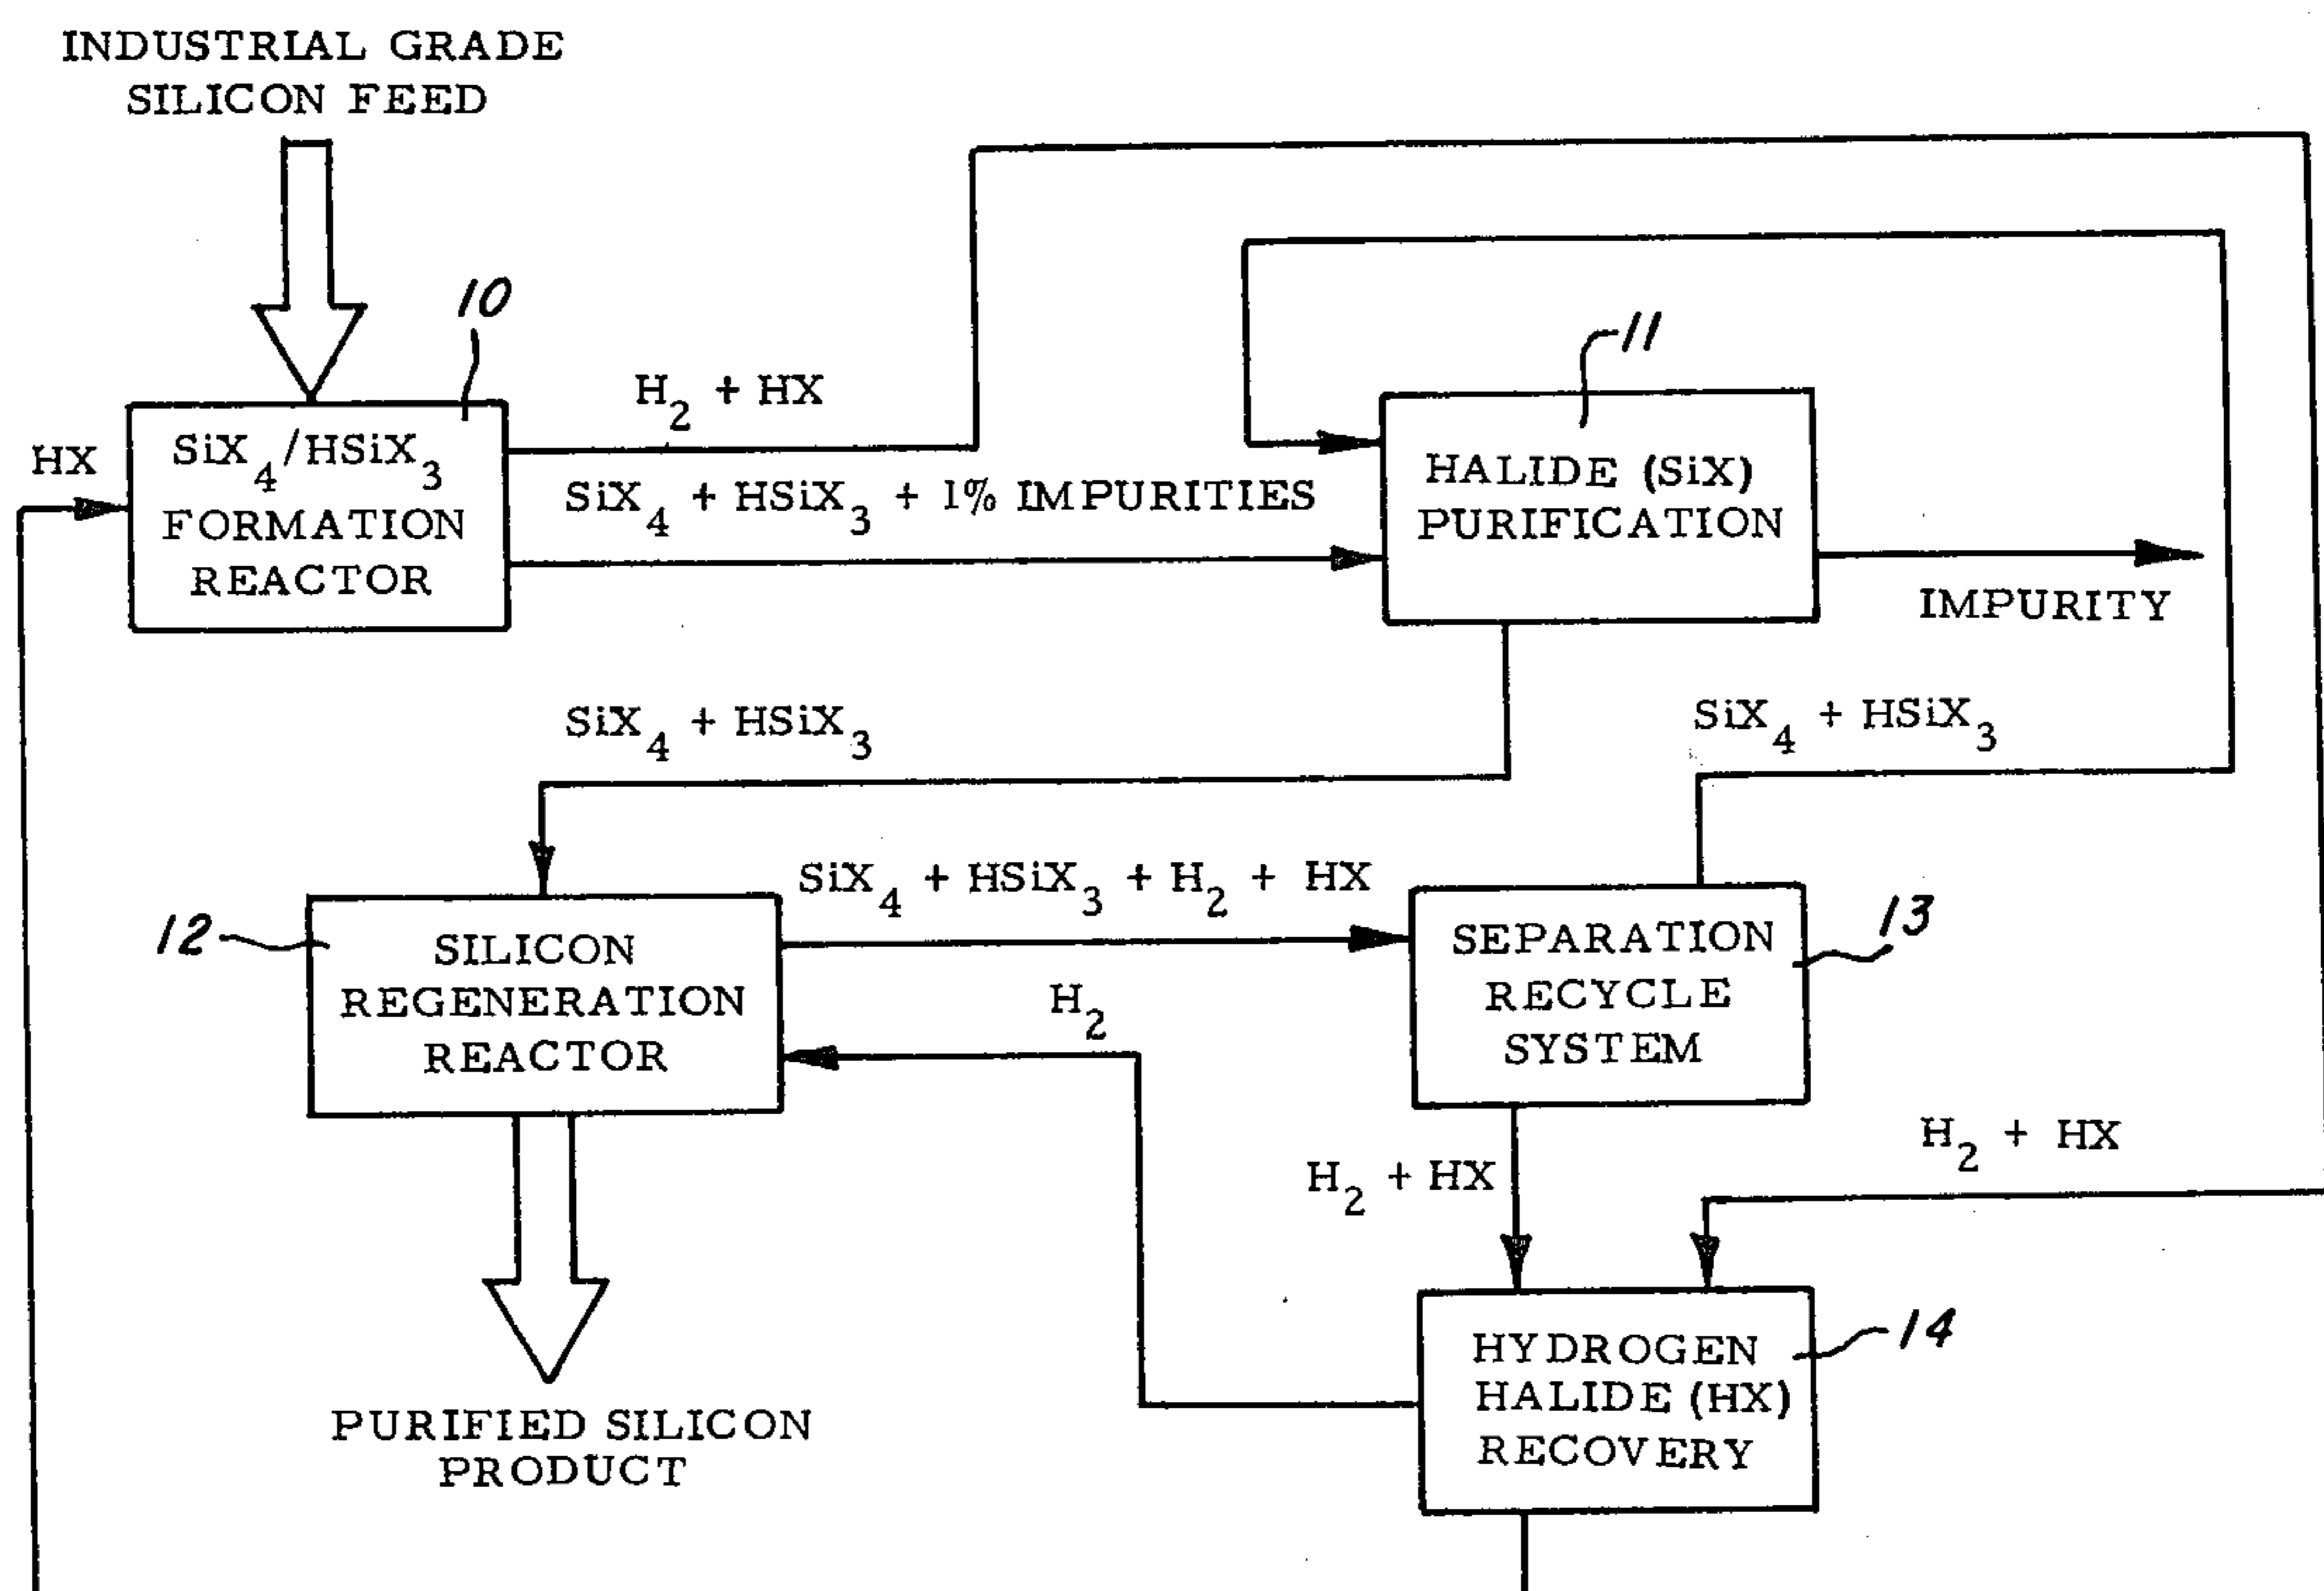 INDUSTRIAL GRADE
SILICON FEED
10
H2 + HX
HX
SiX4/HSiX3
FORMATION
REACTOR
SiX4 + HSiX3 + 1% IMPURITIES
11
HALIDE (SiX)
PURIFICATION
IMPURITY
SiX4 + HSiX3
SiX4 + HSiX3
12
SILICON
REGENERATION
REACTOR
SiX4 + HSiX3 + H2 + HX
H2
13
SEPARATION
RECYCLE
SYSTEM
H2 + HX
H2 + HX
14
HYDROGEN
HALIDE (HX)
RECOVERY
PURIFIED SILICON
PRODUCT